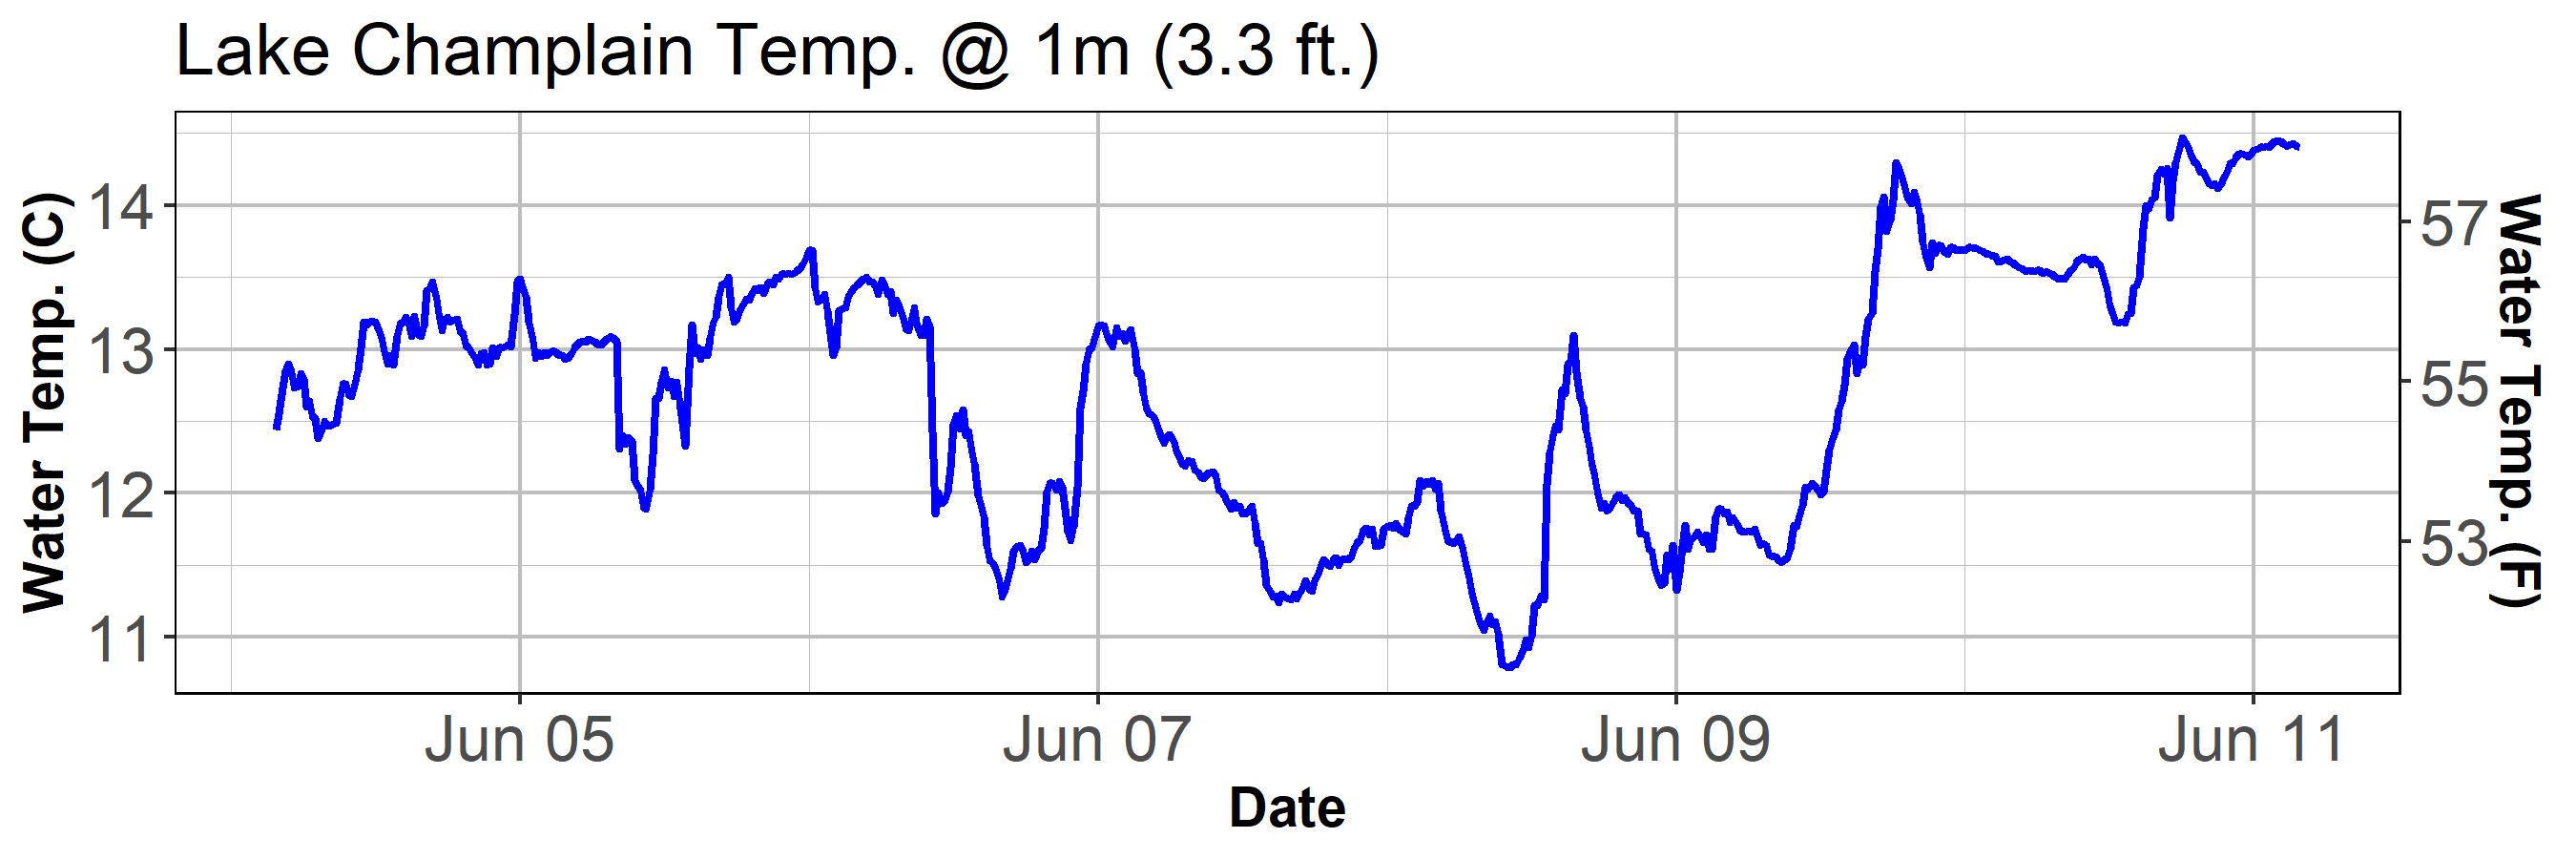 Lake Champlain Temp. @ 1m (3.3 ft.)
Water Temp. (C)
14
13
12
11
57
55
53
Water Temp. (F)
Jun 05
Jun 07
Jun 09
Jun 11
Date